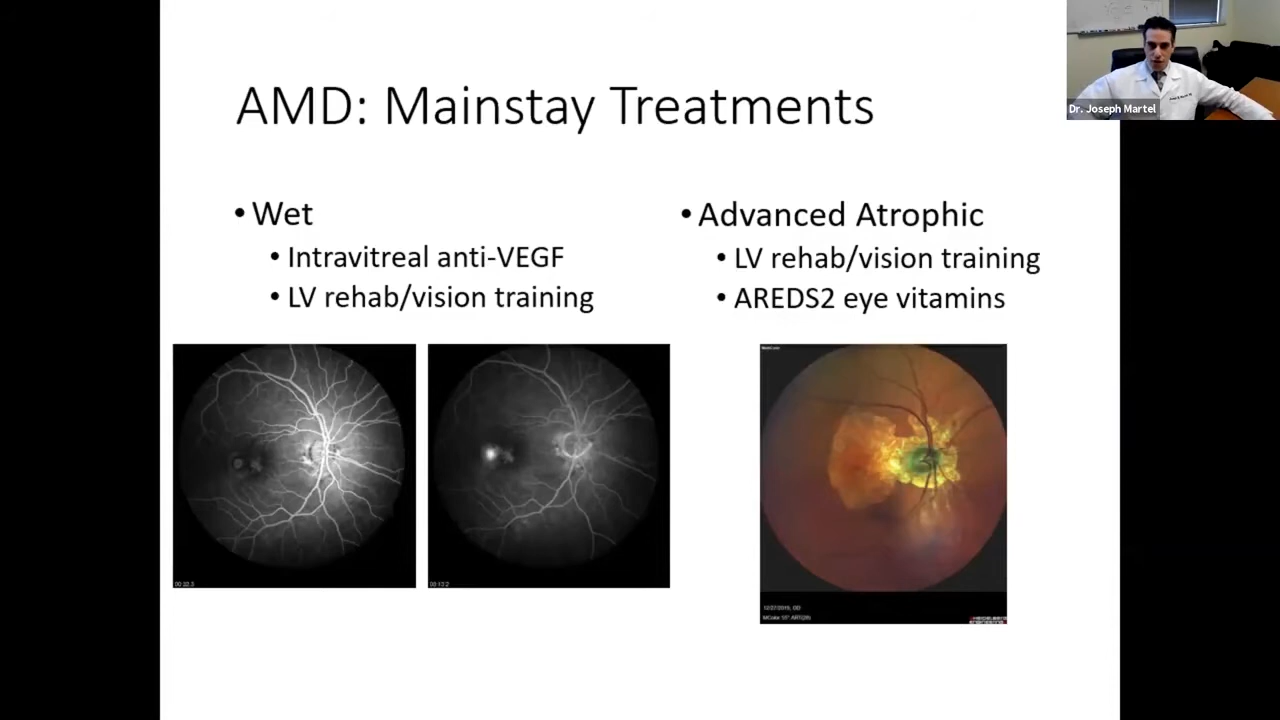 AMD: Mainstay Treatments
Dr. Joseph Martel
• Wet
• Intravitreal anti-VEGF
• LV rehab/vision training
• Advanced Atrophic
• LV rehab/vision training
• AREDS2 eye vitamins